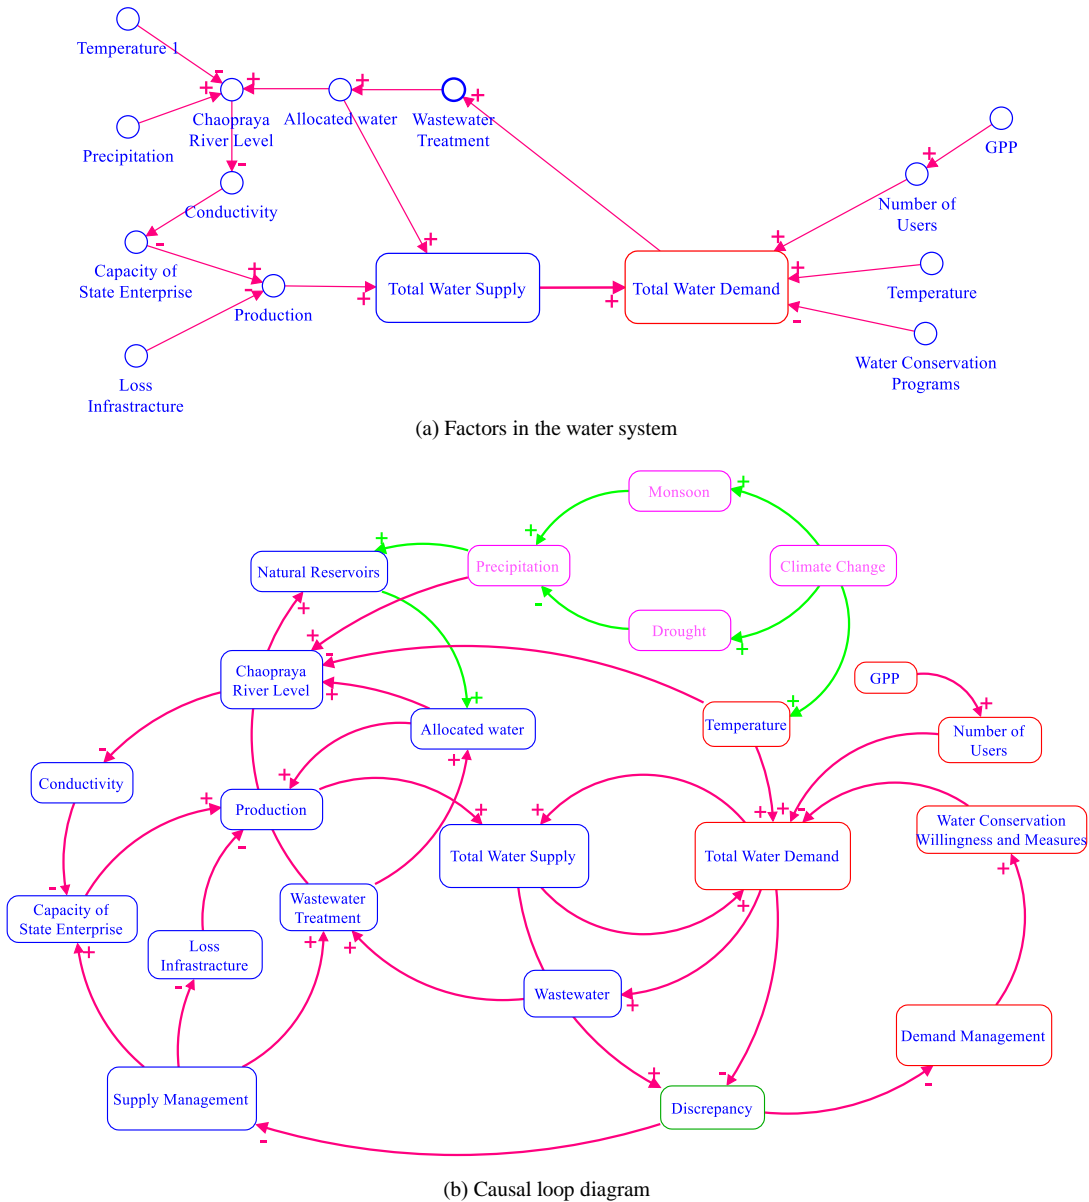 Temperature 1
Precipitation
Chaopraya
River Level
Allocated water
Wastewater
Treatment
GPP
Number of
Users
Conductivity
Capacity of
State Enterprise
Production
Total Water Supply
Total Water Demand
Temperature
Water Conservation
Programs
Loss
Infrastracture
(a) Factors in the water system
Monsoon
Natural Reservoirs
Precipitation
Climate Change
Drought
Chaopraya
River Level
GPP
Allocated water
Temperature
Number of
Users
Conductivity
Production
Total Water Supply
Total Water Demand
Water Conservation
Willingness and Measures
Capacity of
State Enterprise
Wastewater
Treatment
Loss
Infrastracture
Wastewater
Demand Management
Supply Management
Discrepancy
(b) Causal loop diagram